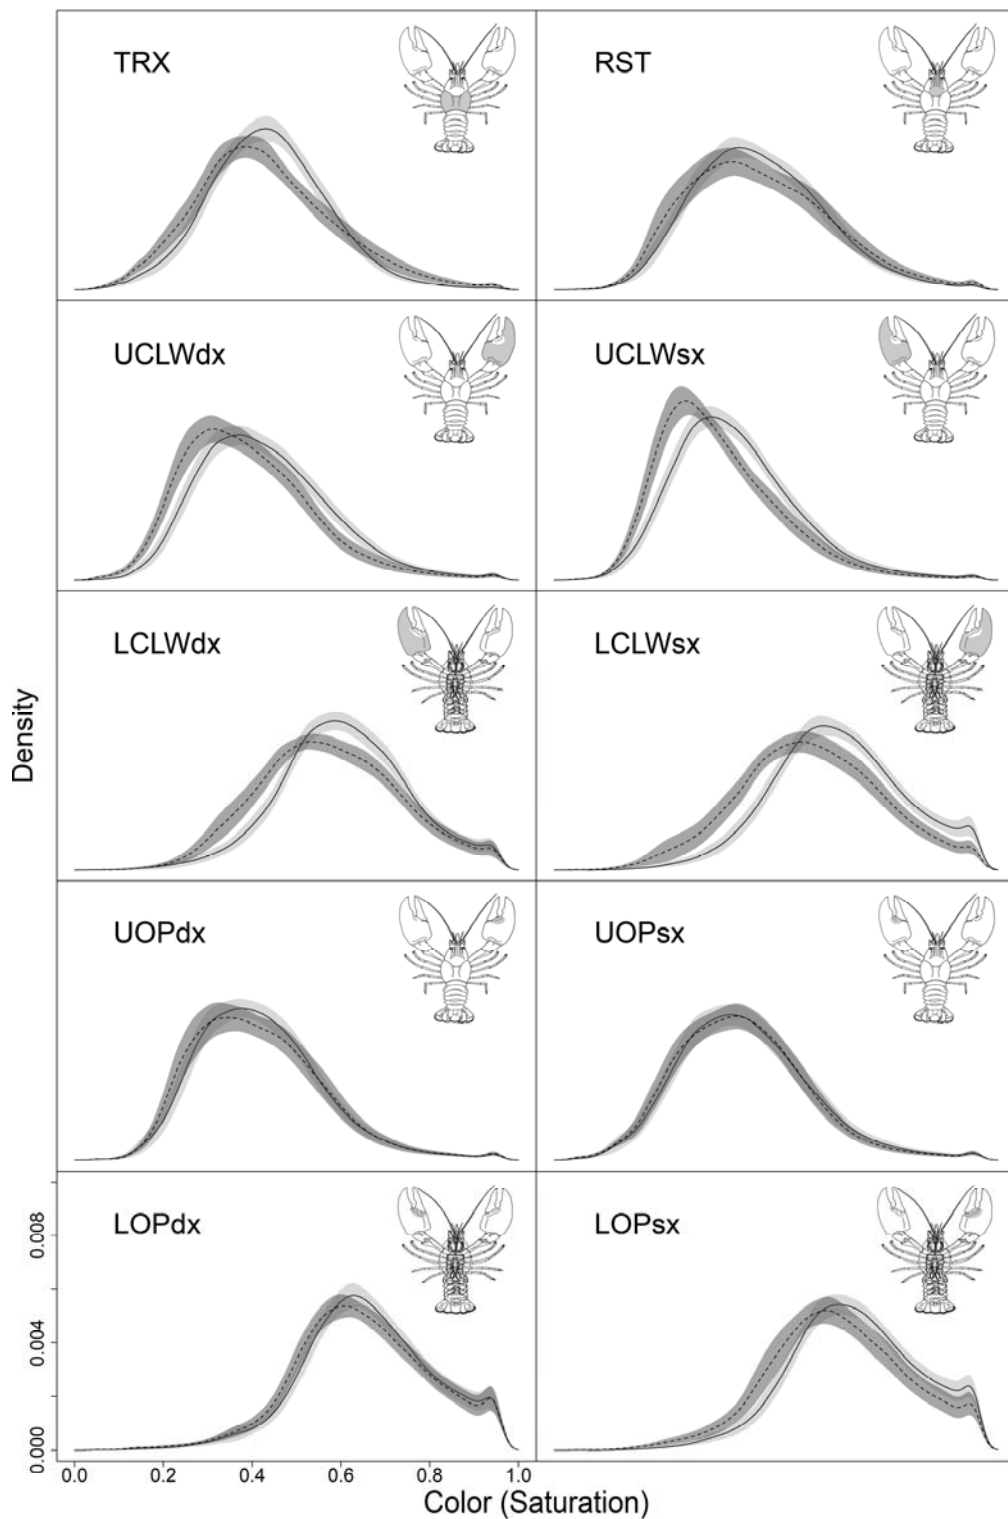 TRX
RST
UCLWdx
UCLWsx
LCLWdx
LCLWsx
UOPdx
UOPsx
LOPdx
LOPsx
Density
0.008
0.004
0.000
0.0 0.2 0.4 0.6 0.8 1.0
Color (Saturation)